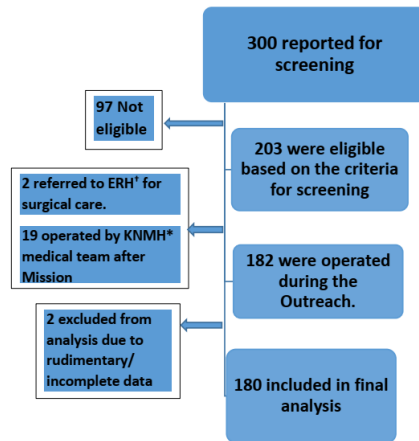 300 reported for
screening
97 Not
eligible
203 were eligible
based on the criteria
for screening
2 referred to ERH† for
surgical care.
19 operated by KNMH*
medical team after
Mission
182 were operated
during the
Outreach.
2 excluded from
analysis due to
rudimentary/
incomplete data
180 included in final
analysis